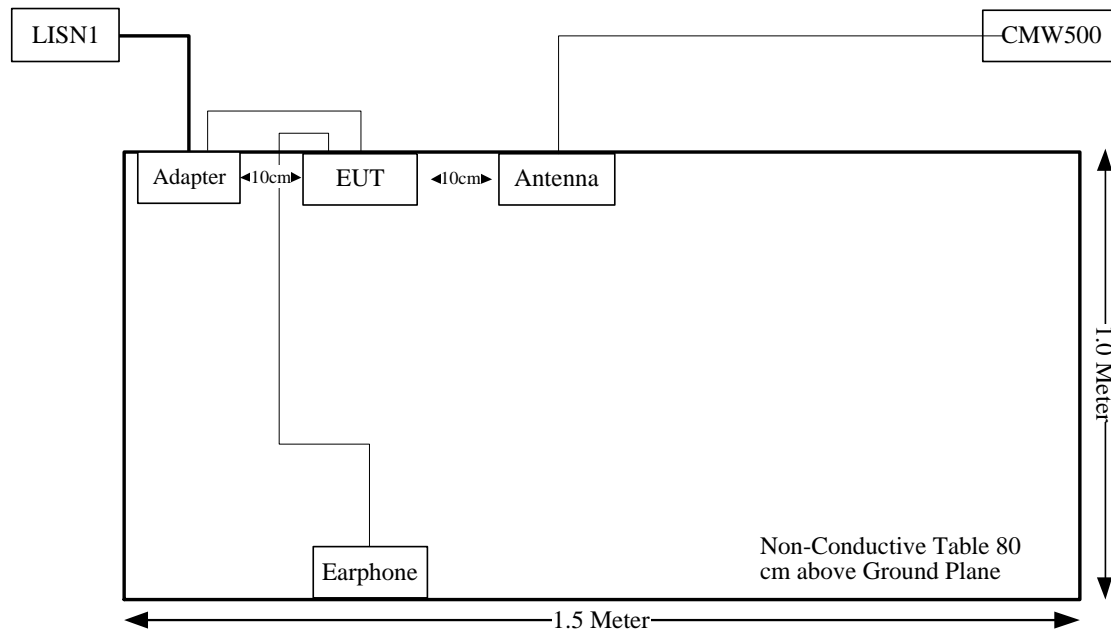 LISN1
CMW500
Adapter
10cm
EUT
10cm
Antenna
1.0 Meter
Non-Conductive Table 80
cm above Ground Plane
Earphone
1.5 Meter